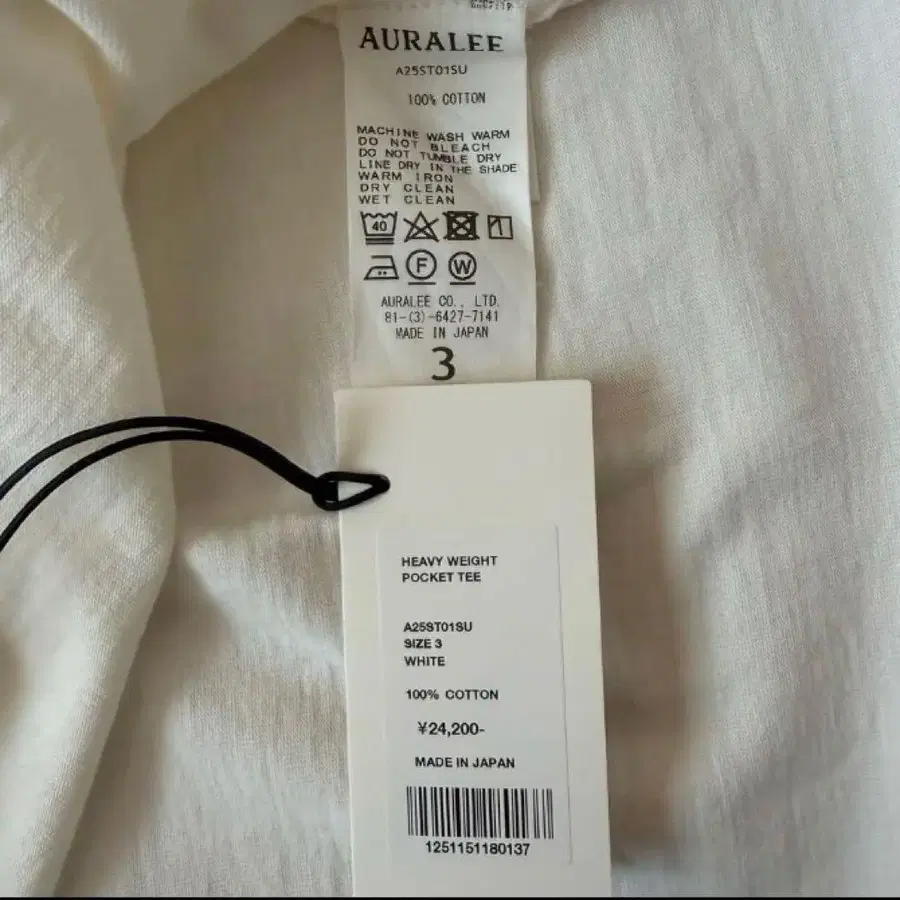 AURALEE
A25ST01SU
100% COTTON
MACHINE WASH WARM
DO NOT BLEACH
DO NOT TUMBLE DRY
LINE DRY IN THE SHADE
WARM IRON
DRY CLEAN
WET CLEAN
40
F W
AURALEE CO., LTD.
81-(3)-6427-7141
MADE IN JAPAN
3
HEAVY WEIGHT
POCKET TEE
A25ST01SU
SIZE 3
WHITE
100% COTTON
¥24,200-
MADE IN JAPAN
1251151180137